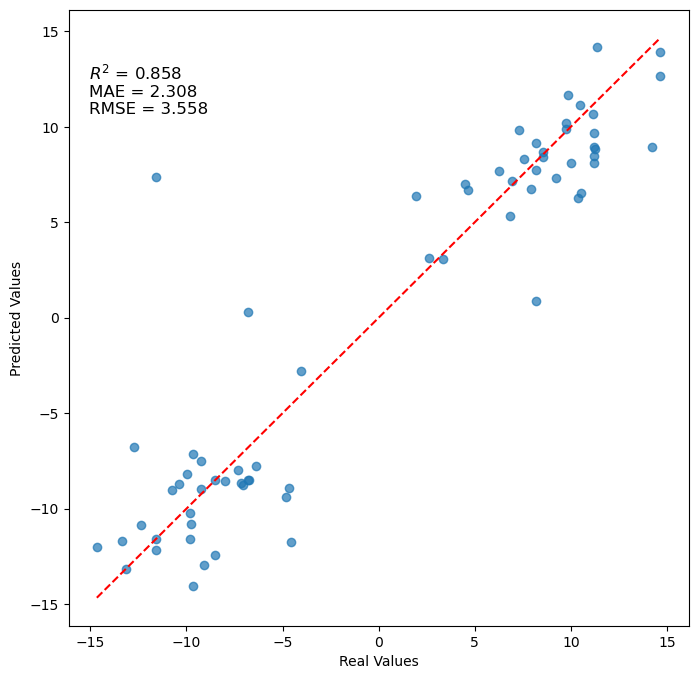 R² = 0.858
MAE = 2.308
RMSE = 3.558
Predicted Values
15
10
5
0
−5
−10
−15
−15
−10
−5
0
5
10
15
Real Values